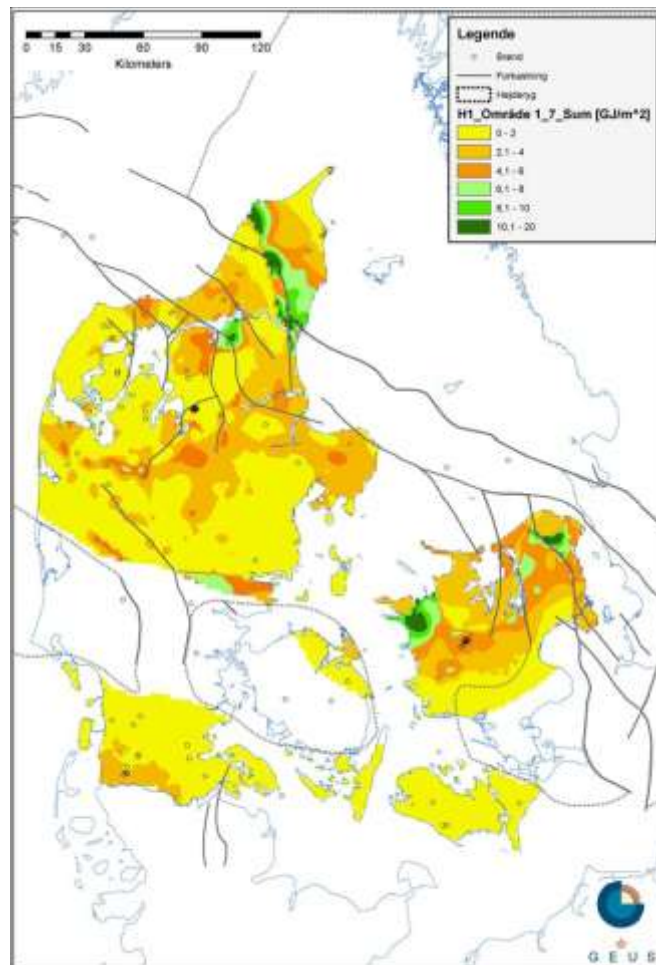 0 15 30 60 90 120
Kilometers
Legende
Brønd
Forkastning
Højderyg
H1_Område 1_7_Sum [GJ/m^2]
0 - 2
2,1 - 4
4,1 - 6
6,1 - 8
8,1 - 10
10,1 - 20
G E U S